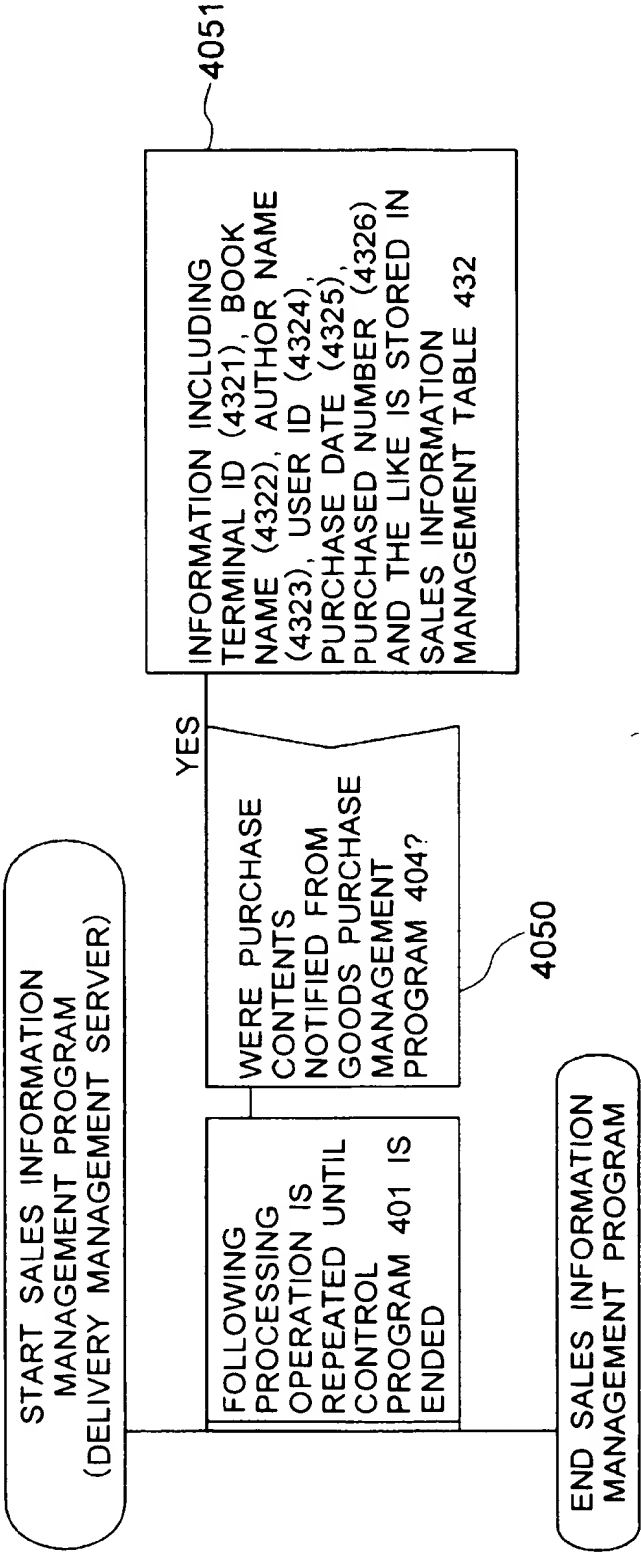 START SALES INFORMATION
MANAGEMENT PROGRAM
(DELIVERY MANAGEMENT SERVER)
FOLLOWING
PROCESSING
OPERATION IS
REPEATED UNTIL
CONTROL
PROGRAM 401 IS
ENDED
WERE PURCHASE
CONTENTS
NOTIFIED FROM
GOODS PURCHASE
MANAGEMENT
PROGRAM 404?
4050
YES
INFORMATION INCLUDING
TERMINAL ID (4321), BOOK
NAME (4322), AUTHOR NAME
(4323), USER ID (4324),
PURCHASE DATE (4325),
PURCHASED NUMBER (4326)
AND THE LIKE IS STORED IN
SALES INFORMATION
MANAGEMENT TABLE 432
4051
END SALES INFORMATION
MANAGEMENT PROGRAM